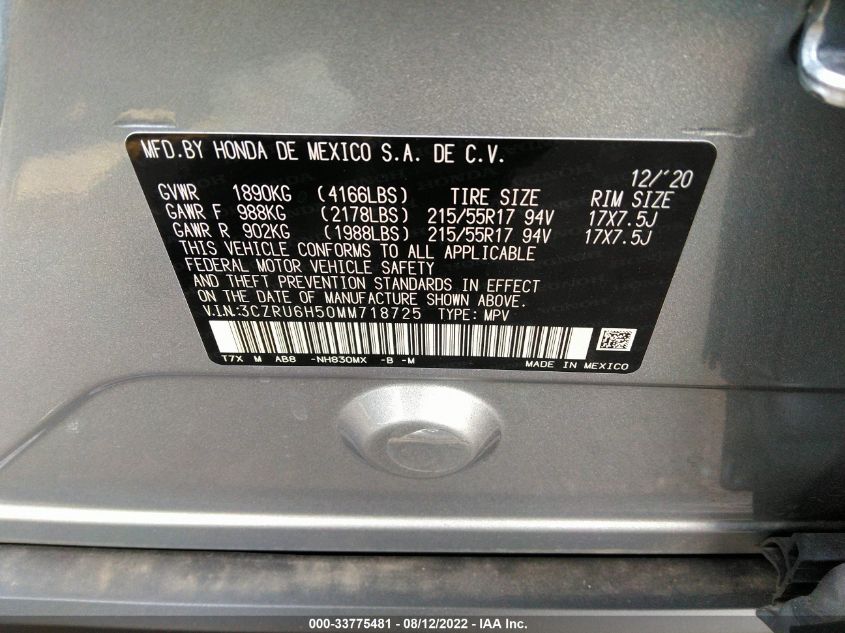 MFD.BY HONDA DE MEXICO S.A. DE C.V.
12/'20
GVWR 1890KG (4166LBS) TIRE SIZE RIM SIZE
GAWR F 988KG (2178LBS) 215/55R17 94V 17X7.5J
GAWR R 902KG (1988LBS) 215/55R17 94V 17X7.5J
THIS VEHICLE CONFORMS TO ALL APPLICABLE
FEDERAL MOTOR VEHICLE SAFETY
AND THEFT PREVENTION STANDARDS IN EFFECT
ON THE DATE OF MANUFACTURE SHOWN ABOVE.
V.I.N:3CZRU6H50MM718725 TYPE: MPV
T7X M AB8 -NH830MX -B -M
MADE IN MEXICO
000-33775481 - 08/12/2022 - IAA Inc.